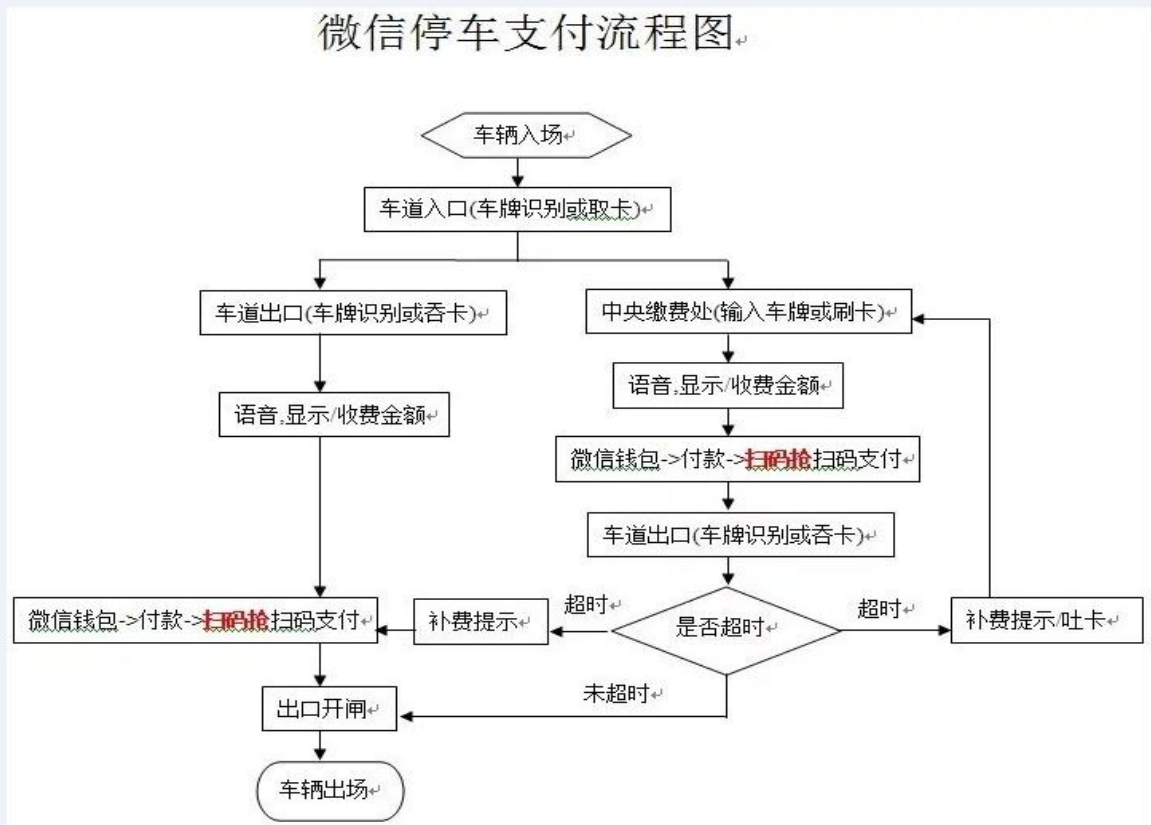 微信停车支付流程图
车辆入场
车道入口(车牌识别或取卡)
车道出口(车牌识别或吞卡)
中央缴费处(输入车牌或刷卡)
语音,显示/收费金额
语音,显示/收费金额
微信钱包->付款->扫码抢扫码支付
车道出口(车牌识别或吞卡)
微信钱包->付款->扫码抢扫码支付
补费提示
超时
是否超时
超时
补费提示/吐卡
未超时
出口开闸
车辆出场